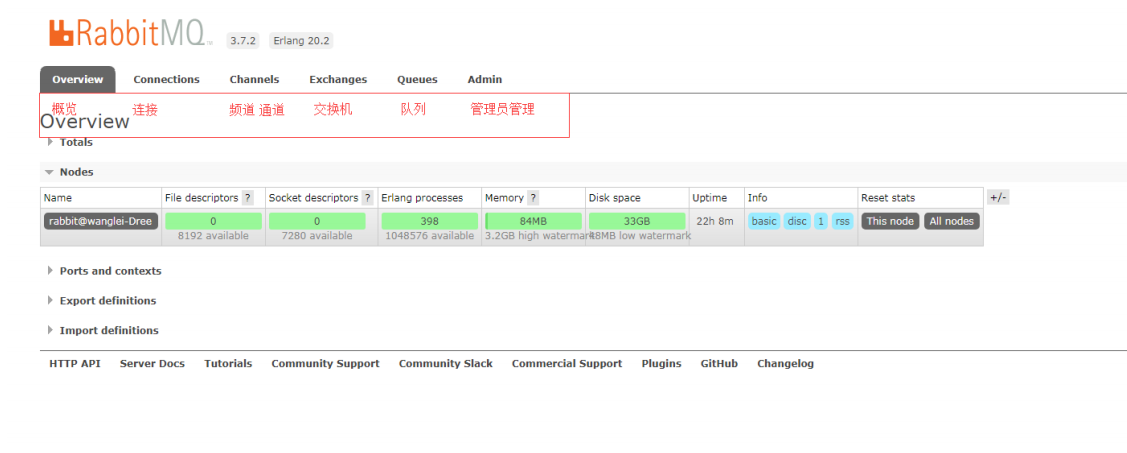 RabbitMQ 3.7.2 Erlang 20.2
Overview Connections Channels Exchanges Queues Admin
概览 连接 频道 通道 交换机 队列 管理员管理
Overview
Totals
Nodes
Name File descriptors ? Socket descriptors ? Erlang processes Memory ? Disk space Uptime Info Reset stats +/-
rabbit@wanglei-Dree 0 0 398 84MB 33GB 22h 8m basic disc 1 rss This node All nodes
8192 available 7280 available 1048576 available 3.2GB high watermark 48MB low watermark
Ports and contexts
Export definitions
Import definitions
HTTP API Server Docs Tutorials Community Support Community Slack Commercial Support Plugins GitHub Changelog